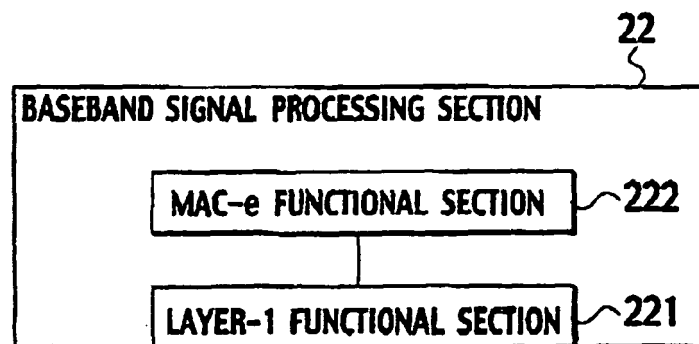 22
BASEBAND SIGNAL PROCESSING SECTION
MAC-e FUNCTIONAL SECTION 222
LAYER-1 FUNCTIONAL SECTION 221